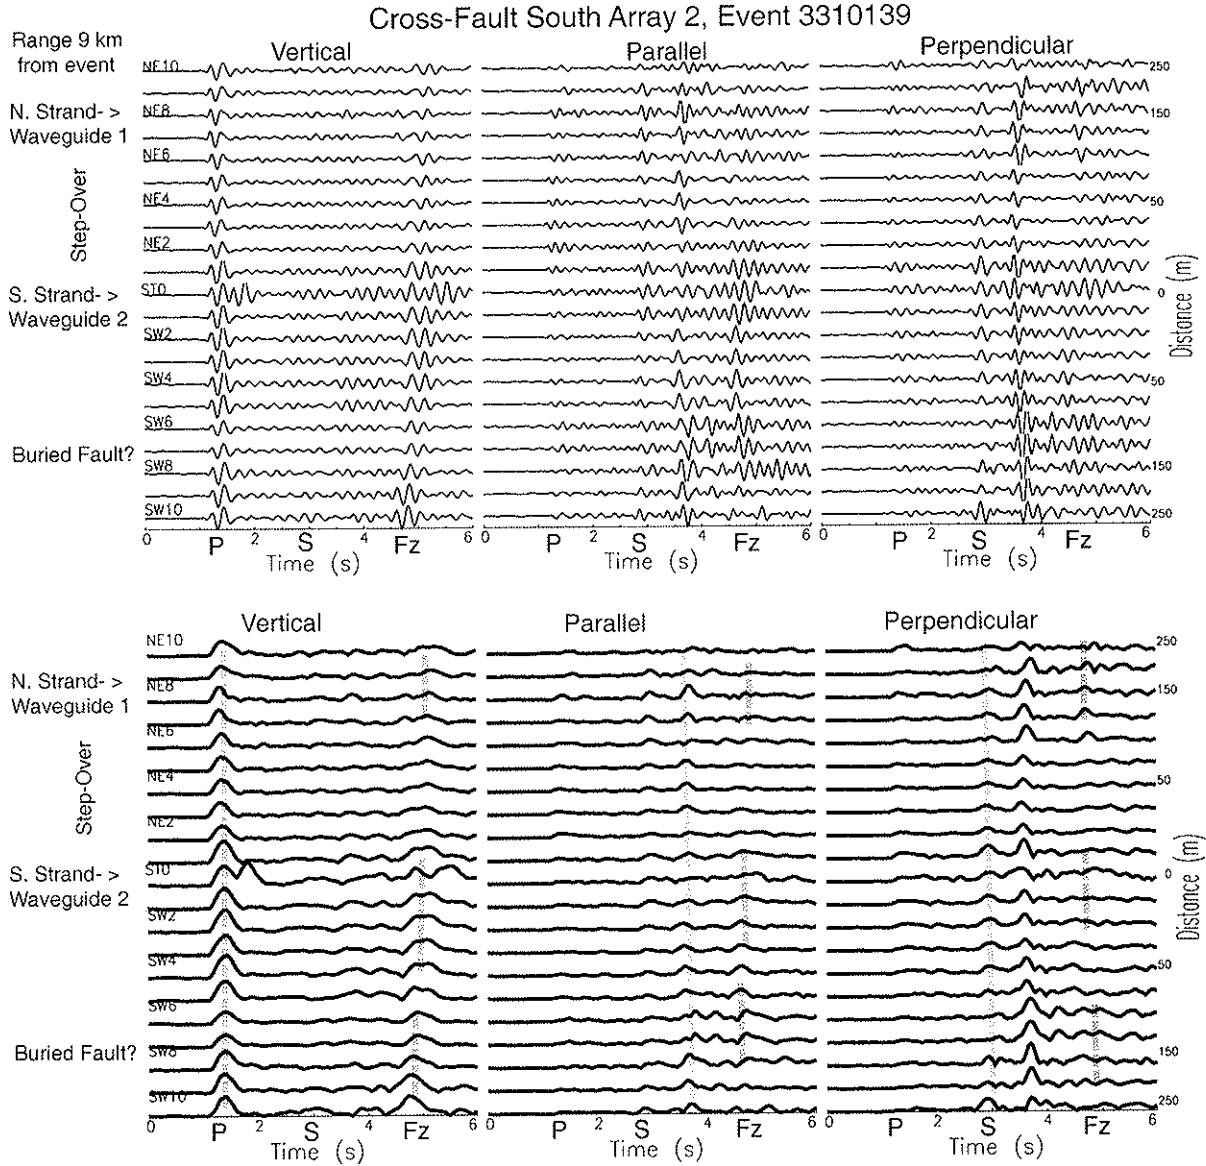 Cross-Fault South Array 2, Event 3310139
Range 9 km
from event
Vertical
Parallel
Perpendicular
NE10
250
N. Strand- >
Waveguide 1
NE8
150
NE6
Step-Over
NE4
50
NE2
S. Strand- >
Waveguide 2
ST0
0
Distance (m)
SW2
SW4
50
SW6
Buried Fault?
SW8
150
SW10
250
0 P 2 S 4 Fz 6
Time (s)
0 P 2 S 4 Fz 6
Time (s)
0 P 2 S 4 Fz 6
Time (s)
Vertical
Parallel
Perpendicular
NE10
250
N. Strand- >
Waveguide 1
NE8
150
NE6
Step-Over
NE4
50
NE2
S. Strand- >
Waveguide 2
ST0
0
Distance (m)
SW2
SW4
50
SW6
Buried Fault?
SW8
150
SW10
250
0 P 2 S 4 Fz 6
Time (s)
0 P 2 S 4 Fz 6
Time (s)
0 P 2 S 4 Fz 6
Time (s)